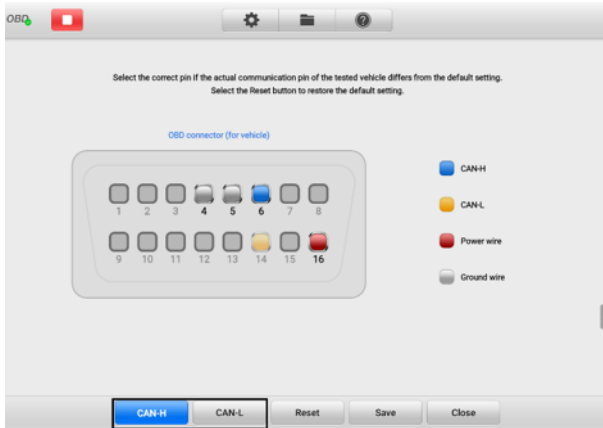 OBD
Select the correct pin if the actual communication pin of the tested vehicle differs from the default setting.
Select the Reset button to restore the default setting.
OBD connector (for vehicle)
1 2 3 4 5 6 7 8
9 10 11 12 13 14 15 16
CAN-H
CAN-L
Power wire
Ground wire
CAN-H CAN-L Reset Save Close